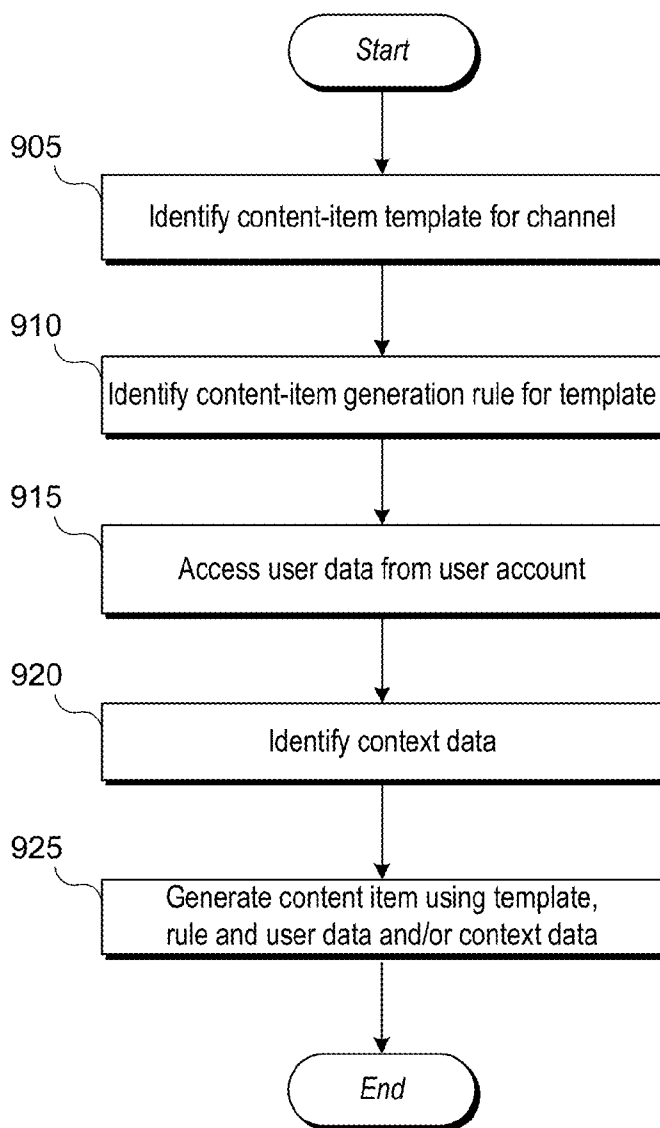 Start
905
Identify content-item template for channel
910
Identify content-item generation rule for template
915
Access user data from user account
920
Identify context data
925
Generate content item using template,
rule and user data and/or context data
End